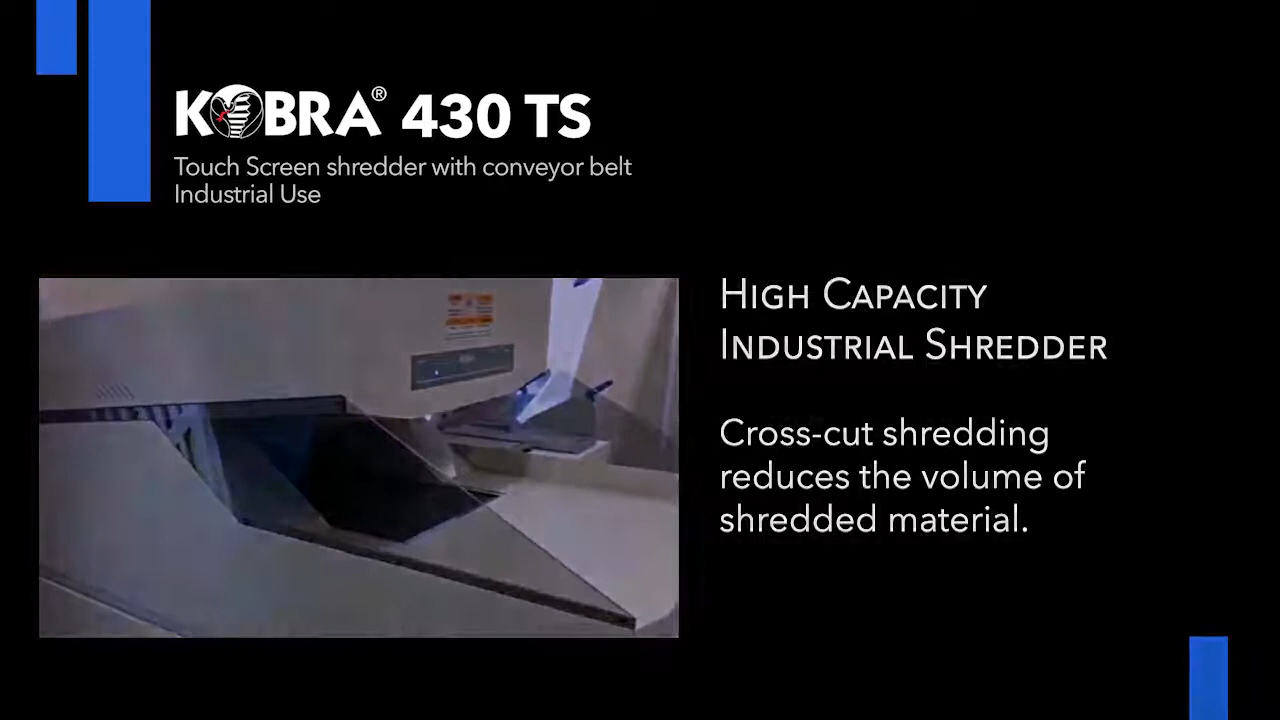 KOBRA® 430 TS
Touch Screen shredder with conveyor belt
Industrial Use
High Capacity
Industrial Shredder
Cross-cut shredding
reduces the volume of
shredded material.